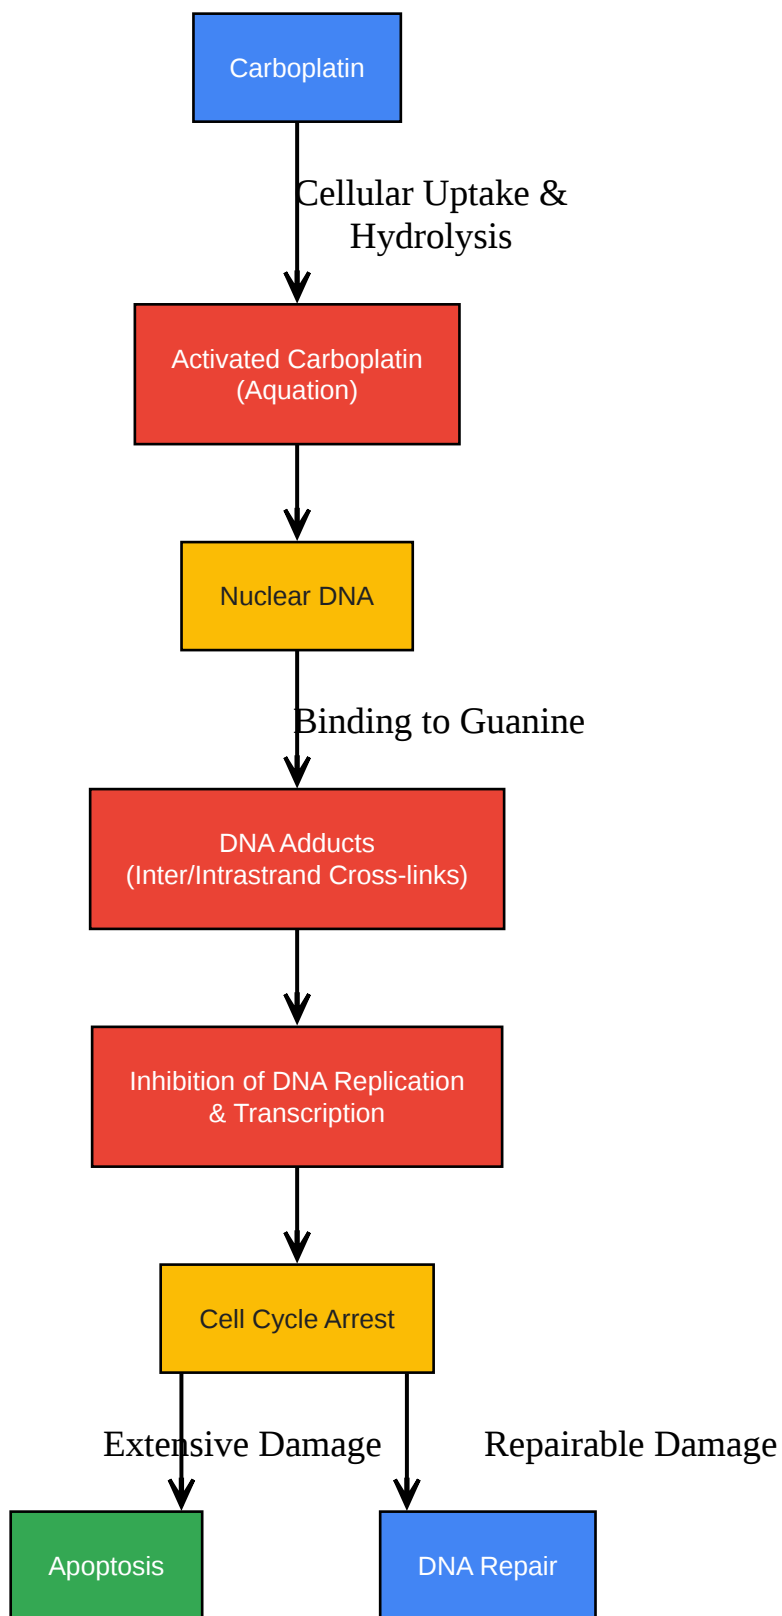 Carboplatin
Cellular Uptake &
Hydrolysis
Activated Carboplatin
(Aquation)
Nuclear DNA
Binding to Guanine
DNA Adducts
(Inter/Intrastrand Cross-links)
Inhibition of DNA Replication
& Transcription
Cell Cycle Arrest
Extensive Damage
Repairable Damage
Apoptosis
DNA Repair